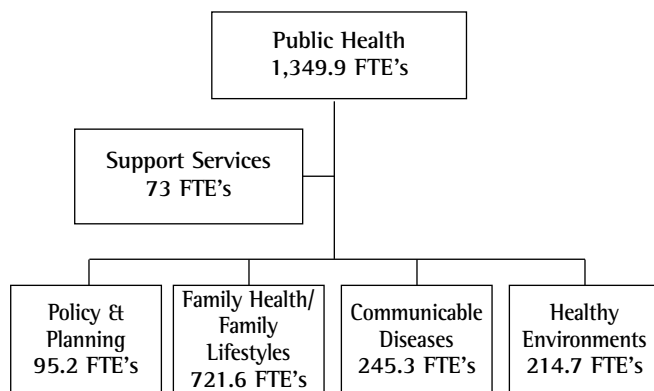 Public Health
1,349.9 FTE's
Support Services
73 FTE's
Policy &
Planning
95.2 FTE's
Family Health/
Family
Lifestyles
721.6 FTE's
Communicable
Diseases
245.3 FTE's
Healthy
Environments
214.7 FTE's